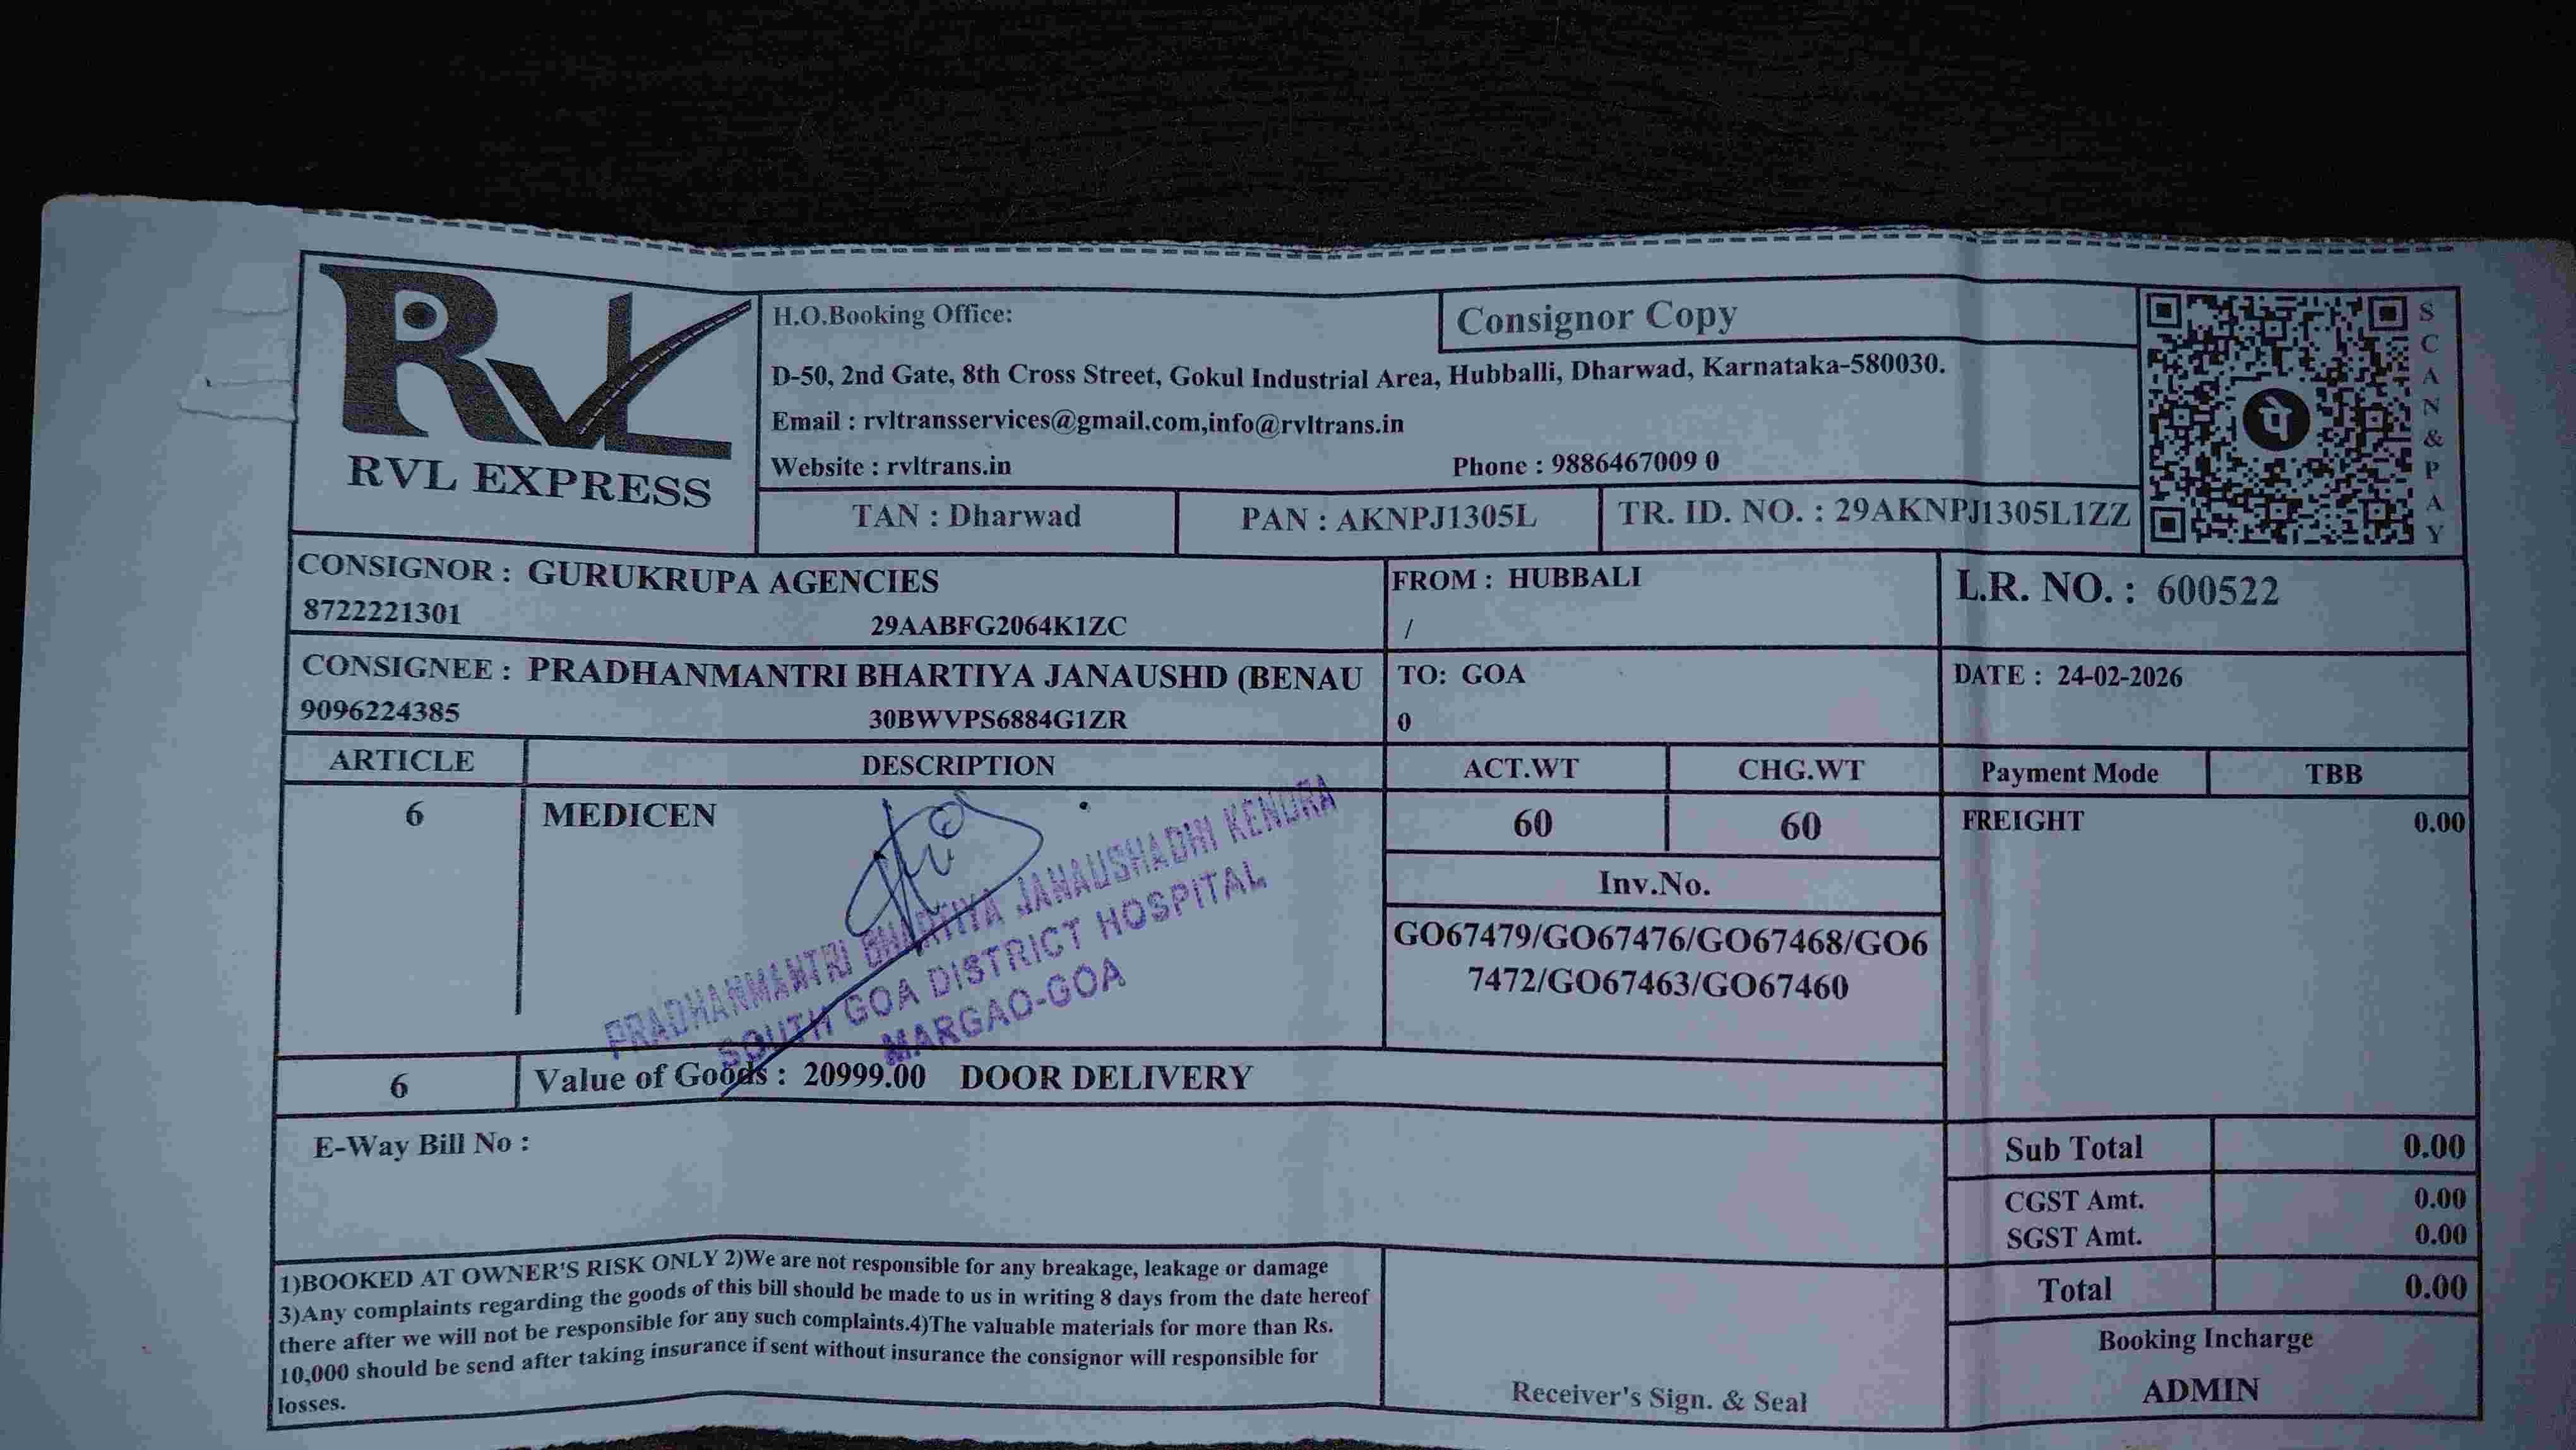 RVL
RVL EXPRESS
H.O.Booking Office:
Consignor Copy
D-50, 2nd Gate, 8th Cross Street, Gokul Industrial Area, Hubballi, Dharwad, Karnataka-580030.
Email : rvltransservices@gmail.com,info@rvltrans.in
Website : rvltrans.in
Phone : 9886467009 0
TAN : Dharwad
PAN : AKNPJ1305L
TR. ID. NO. : 29AKNPJ1305L1ZZ
पे
SCAN&PAY
CONSIGNOR : GURUKRUPA AGENCIES
8722221301 29AABFG2064K1ZC
FROM : HUBBALI
/
L.R. NO. : 600522
CONSIGNEE : PRADHANMANTRI BHARTIYA JANAUSHD (BENAU
9096224385 30BWVPS6884G1ZR
TO: GOA
0
DATE : 24-02-2026
ARTICLE DESCRIPTION ACT.WT CHG.WT Payment Mode TBB
6 MEDICEN 60 60 FREIGHT 0.00
Inv.No.
GO67479/GO67476/GO67468/GO6
7472/GO67463/GO67460
PRADHANMANTRI BHARTIYA JANAUSHADHI KENDRA
SOUTH GOA DISTRICT HOSPITAL
MARGAO-GOA
6 Value of Goods : 20999.00 DOOR DELIVERY
E-Way Bill No :
Sub Total 0.00
CGST Amt. 0.00
SGST Amt. 0.00
Total 0.00
1)BOOKED AT OWNER'S RISK ONLY 2)We are not responsible for any breakage, leakage or damage
3)Any complaints regarding the goods of this bill should be made to us in writing 8 days from the date hereof
there after we will not be responsible for any such complaints.4)The valuable materials for more than Rs.
10,000 should be send after taking insurance if sent without insurance the consignor will responsible for
losses.
Receiver's Sign. & Seal
Booking Incharge
ADMIN